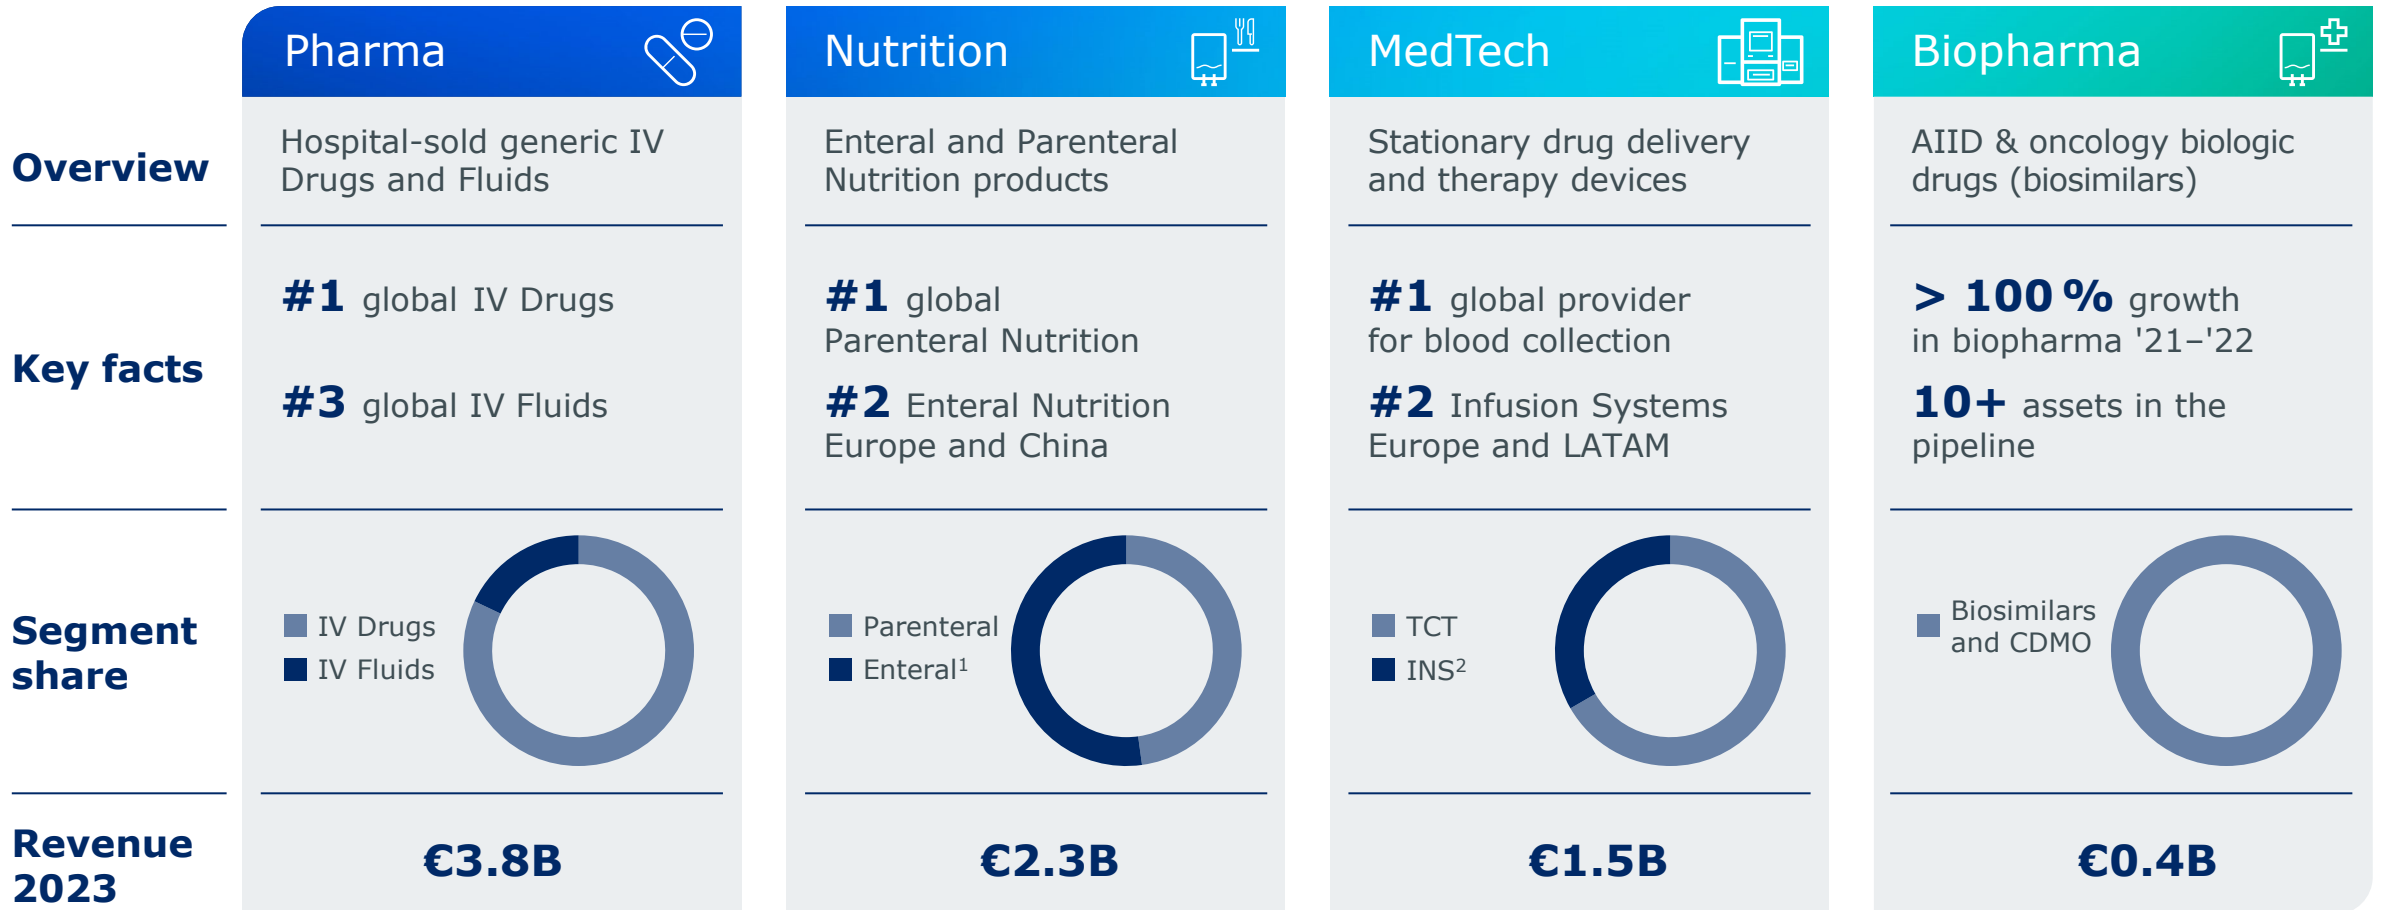 Pharma
Nutrition
MedTech
Biopharma
Overview
Hospital-sold generic IV
Drugs and Fluids
Enteral and Parenteral
Nutrition products
Stationary drug delivery
and therapy devices
AIID & oncology biologic
drugs (biosimilars)
Key facts
#1 global IV Drugs
#3 global IV Fluids
#1 global
Parenteral Nutrition
#2 Enteral Nutrition
Europe and China
#1 global provider
for blood collection
#2 Infusion Systems
Europe and LATAM
> 100 % growth
in biopharma '21–'22
10+ assets in the
pipeline
Segment
share
IV Drugs
IV Fluids
Parenteral
Enteral¹
TCT
INS²
Biosimilars
and CDMO
Revenue
2023
€3.8B
€2.3B
€1.5B
€0.4B